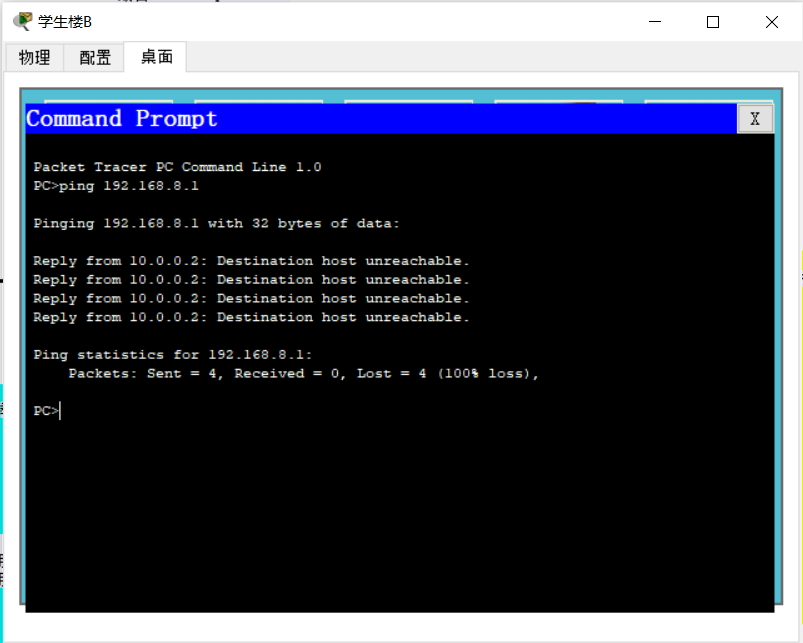 学生楼B
物理 配置 桌面
Command Prompt X
Packet Tracer PC Command Line 1.0
PC>ping 192.168.8.1
Pinging 192.168.8.1 with 32 bytes of data:
Reply from 10.0.0.2: Destination host unreachable.
Reply from 10.0.0.2: Destination host unreachable.
Reply from 10.0.0.2: Destination host unreachable.
Reply from 10.0.0.2: Destination host unreachable.
Ping statistics for 192.168.8.1:
Packets: Sent = 4, Received = 0, Lost = 4 (100% loss),
PC>